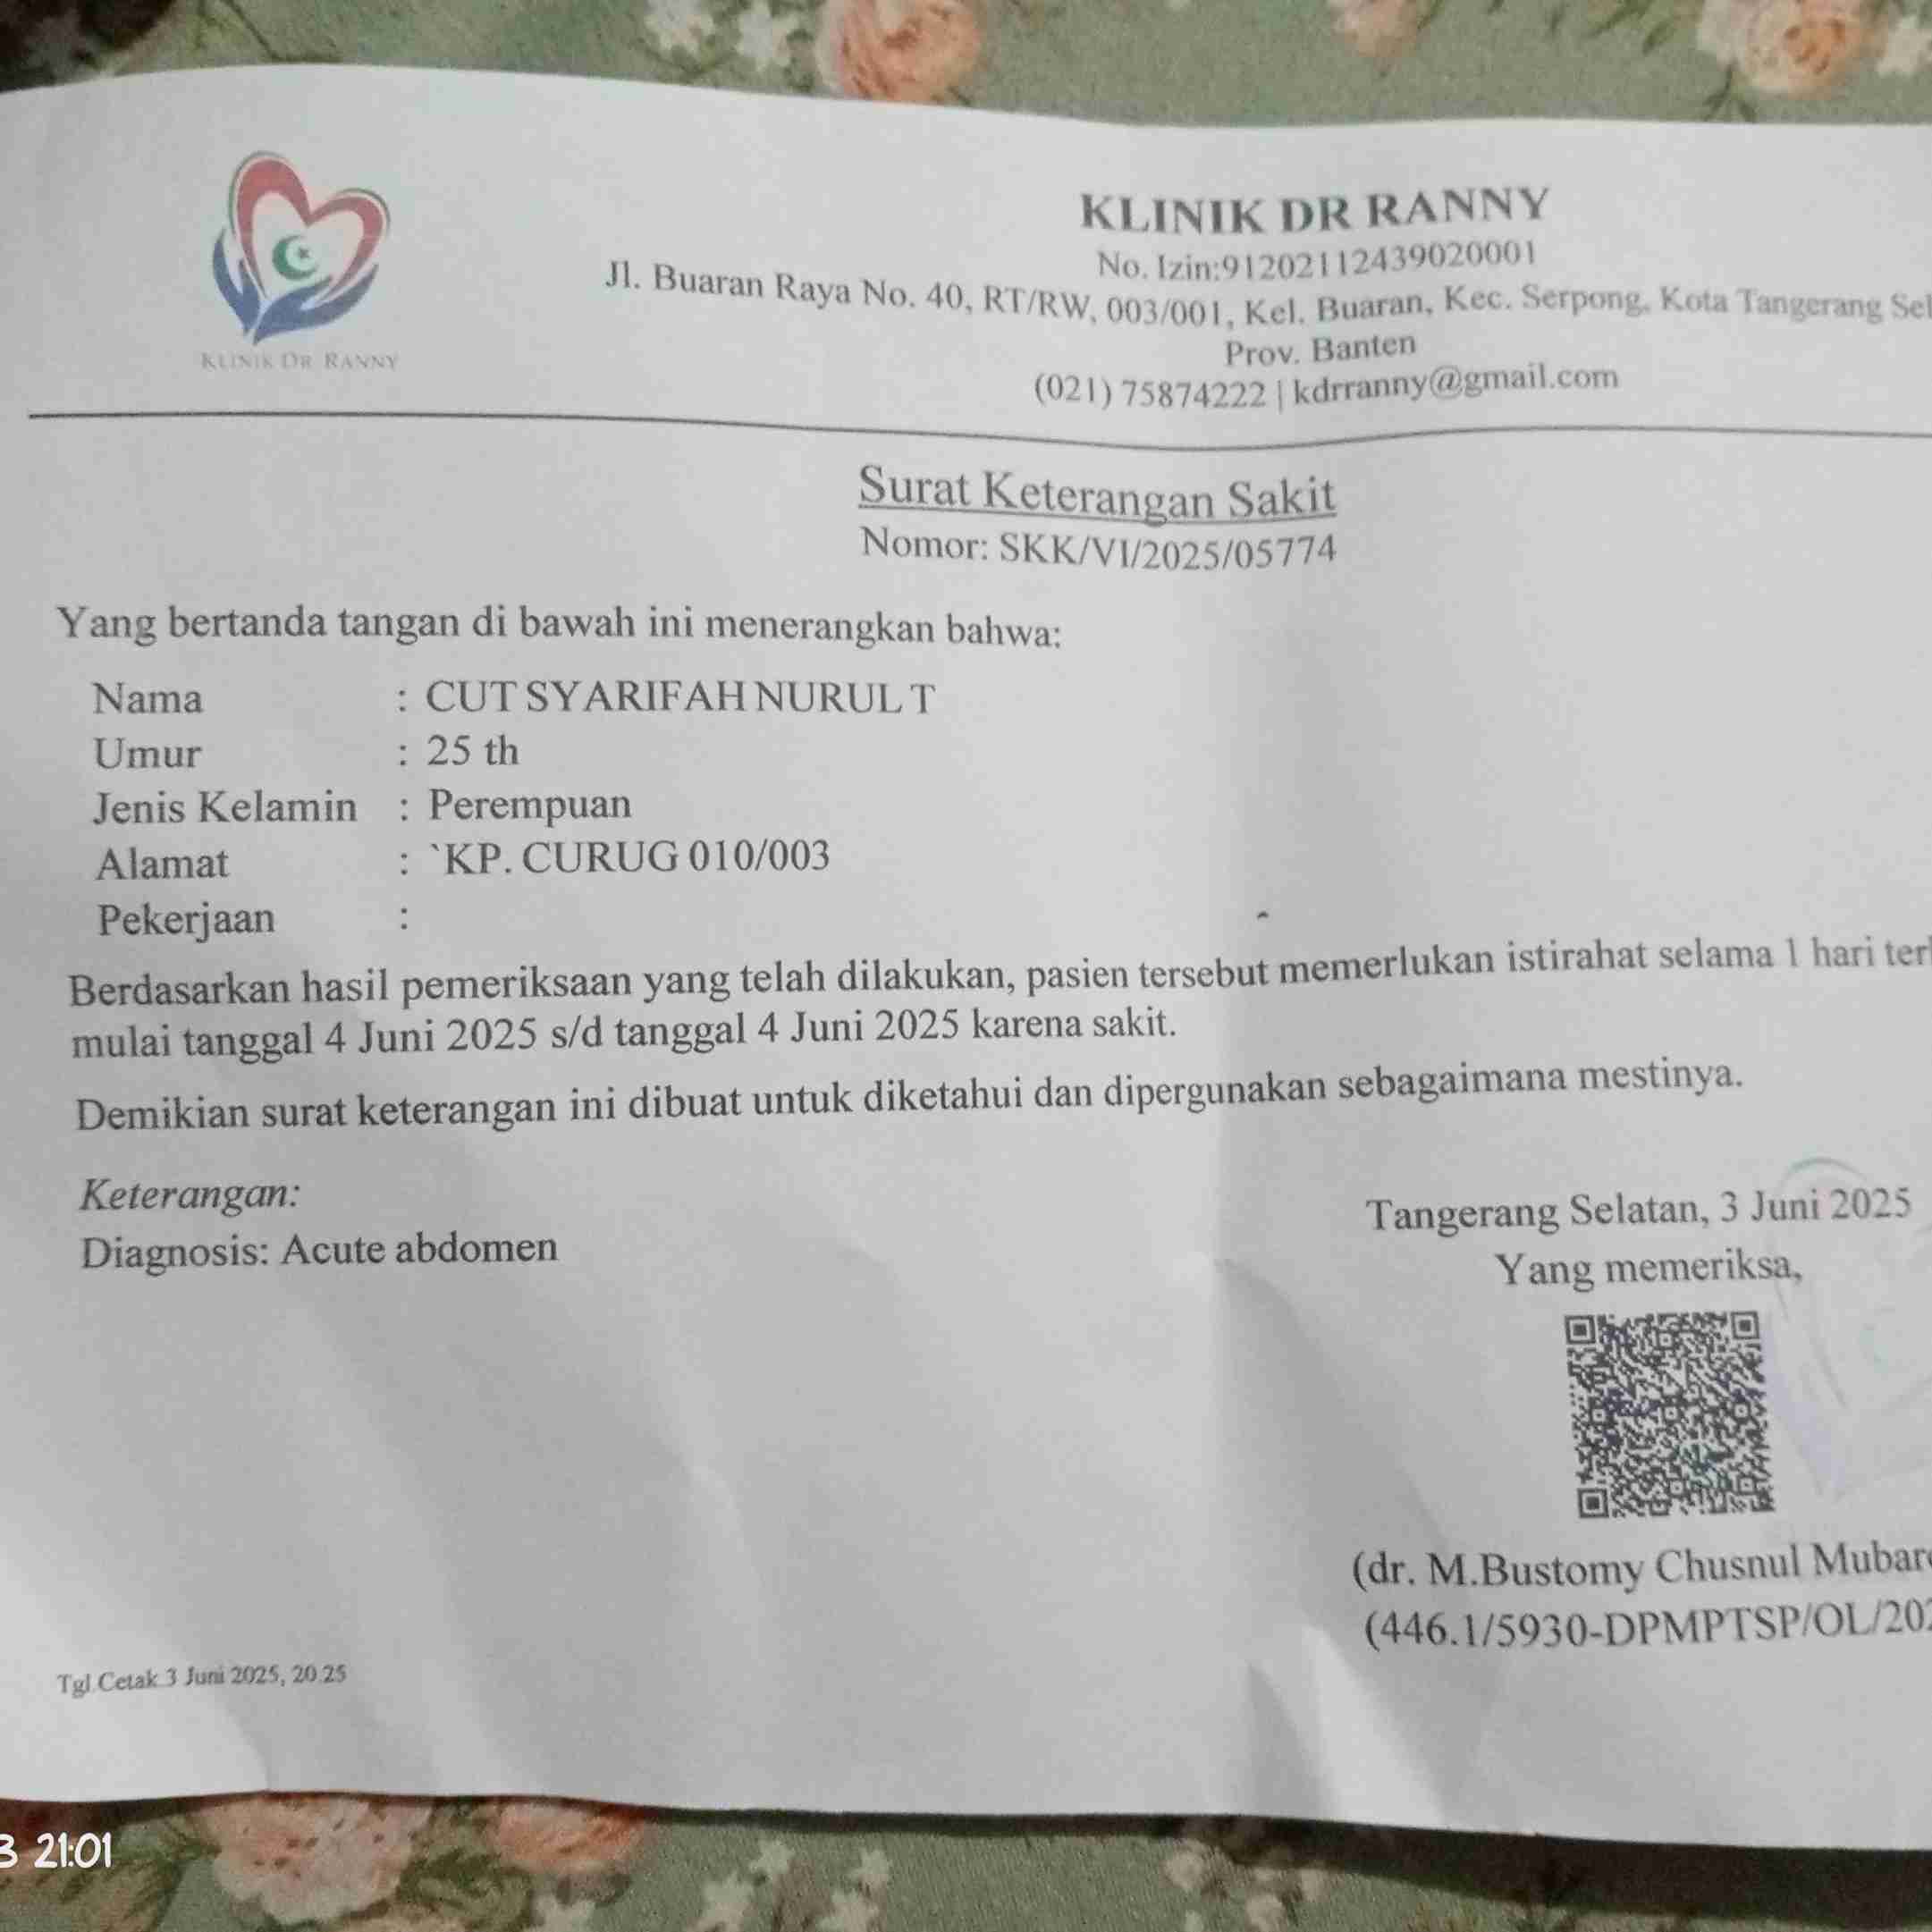 KLINIK DR RANNY
KLINIK DR RANNY
No. Izin:91202112439020001
Jl. Buaran Raya No. 40, RT/RW, 003/001, Kel. Buaran, Kec. Serpong, Kota Tangerang Sel
Prov. Banten
(021) 75874222 | kdrranny@gmail.com
Surat Keterangan Sakit
Nomor: SKK/VI/2025/05774
Yang bertanda tangan di bawah ini menerangkan bahwa:
Nama : CUT SYARIFAH NURUL T
Umur : 25 th
Jenis Kelamin : Perempuan
Alamat : `KP. CURUG 010/003
Pekerjaan :
Berdasarkan hasil pemeriksaan yang telah dilakukan, pasien tersebut memerlukan istirahat selama 1 hari
mulai tanggal 4 Juni 2025 s/d tanggal 4 Juni 2025 karena sakit.
Demikian surat keterangan ini dibuat untuk diketahui dan dipergunakan sebagaimana mestinya.
Keterangan:
Diagnosis: Acute abdomen
Tangerang Selatan, 3 Juni 2025
Yang memeriksa,
(dr. M.Bustomy Chusnul Mubar
(446.1/5930-DPMPTSP/OL/202
Tgl.Cetak 3 Juni 2025, 20.25
3 21:01